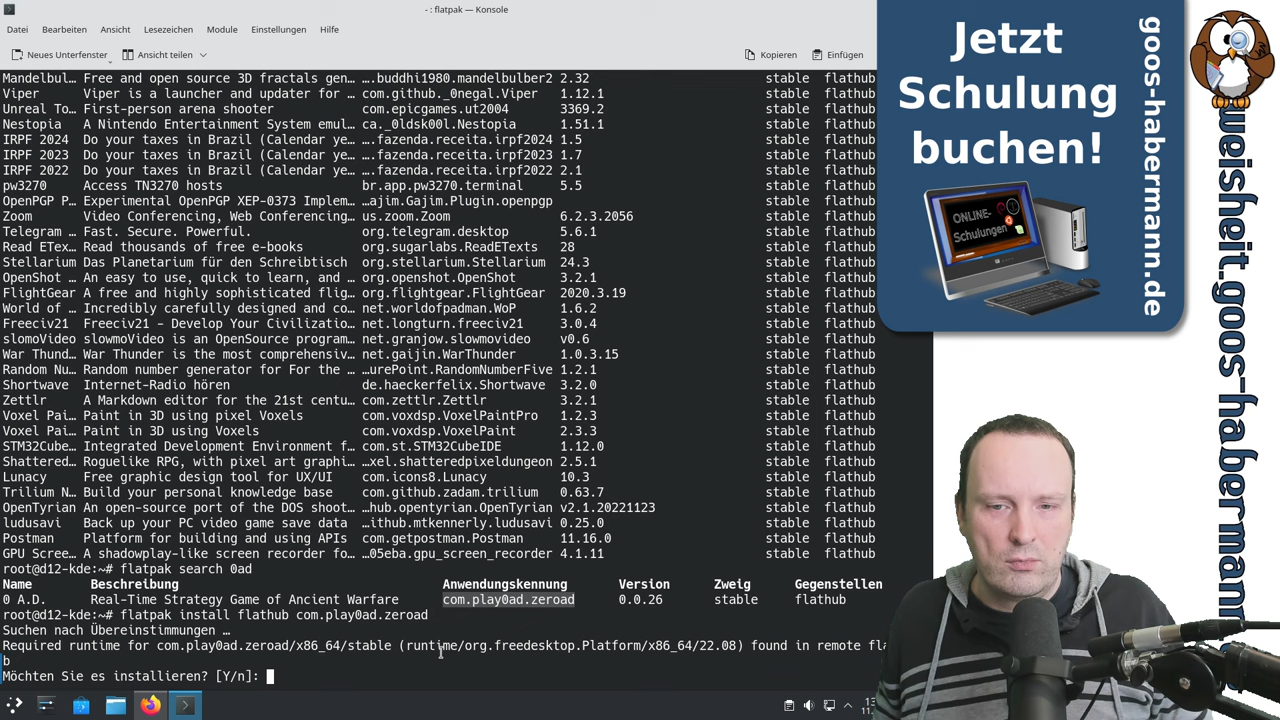 - : flatpak — Konsole
Datei Bearbeiten Ansicht Lesezeichen Module Einstellungen Hilfe
Neues Unterfenster Ansicht teilen Kopieren Einfügen
Mandelbul… Free and open source 3D fractals gen… ….buddhi1980.mandelbulber2 2.32 stable flathub
Viper Viper is a launcher and updater for … com.github._0negal.Viper 1.12.1 stable flathub
Unreal To… First-person arena shooter com.epicgames.ut2004 3369.2 stable flathub
Nestopia A Nintendo Entertainment System emul… ca._0ldsk00l.Nestopia 1.51.1 stable flathub
IRPF 2024 Do your taxes in Brazil (Calendar ye… ….fazenda.receita.irpf2024 1.5 stable flathub
IRPF 2023 Do your taxes in Brazil (Calendar ye… ….fazenda.receita.irpf2023 1.7 stable flathub
IRPF 2022 Do your taxes in Brazil (Calendar ye… ….fazenda.receita.irpf2022 2.1 stable flathub
pw3270 Access TN3270 hosts br.app.pw3270.terminal 5.5 stable flathub
OpenPGP P… Experimental OpenPGP XEP-0373 Implem… …ajim.Gajim.Plugin.openpgp stable flathub
Zoom Video Conferencing, Web Conferencing… us.zoom.Zoom 6.2.3.2056 stable flathub
Telegram … Fast. Secure. Powerful. org.telegram.desktop 5.6.1 stable flathub
Read ETex… Read thousands of free e-books org.sugarlabs.ReadETexts 28 stable flathub
Stellarium Das Planetarium für den Schreibtisch org.stellarium.Stellarium 24.3 stable flathub
OpenShot … An easy to use, quick to learn, and … org.openshot.OpenShot 3.2.1 stable flathub
FlightGear A free and highly sophisticated flig… org.flightgear.FlightGear 2020.3.19 stable flathub
World of … Incredibly carefully designed and co… net.worldofpadman.WoP 1.6.2 stable flathub
Freeciv21 Freeciv21 - Develop Your Civilizatio… net.longturn.freeciv21 3.0.4 stable flathub
slomoVideo slowmoVideo is an OpenSource program… net.granjow.slowmovideo v0.6 stable flathub
War Thund… War Thunder is the most comprehensiv… net.gaijin.WarThunder 1.0.3.15 stable flathub
Random Nu… Random number generator for For the … …urePoint.RandomNumberFive 1.2.1 stable flathub
Shortwave Internet-Radio hören de.haeckerfelix.Shortwave 3.2.0 stable flathub
Zettlr A Markdown editor for the 21st centu… com.zettlr.Zettlr 3.2.1 stable flathub
Voxel Pai… Paint in 3D using pixel Voxels com.voxdsp.VoxelPaintPro 1.2.3 stable flathub
Voxel Pai… Paint in 3D using Voxels com.voxdsp.VoxelPaint 2.3.3 stable flathub
STM32Cube… Integrated Development Environment f… com.st.STM32CubeIDE 1.12.0 stable flathub
Shattered… Roguelike RPG, with pixel art graphi… …xel.shatteredpixeldungeon 2.5.1 stable flathub
Lunacy Free graphic design tool for UX/UI com.icons8.Lunacy 10.3 stable flathub
Trilium N… Build your personal knowledge base com.github.zadam.trilium 0.63.7 stable flathub
OpenTyrian An open-source port of the DOS shoot… …hub.opentyrian.OpenTyrian v2.1.20221123 stable flathub
ludusavi Back up your PC video game save data …ithub.mtkennerly.ludusavi 0.25.0 stable flathub
Postman Platform for building and using APIs com.getpostman.Postman 11.16.0 stable flathub
GPU Scree… A shadowplay-like screen recorder fo… …05eba.gpu_screen_recorder 4.1.11 stable flathub
root@d12-kde:~# flatpak search 0ad
Name Beschreibung Anwendungskennung Version Zweig Gegenstellen
0 A.D. Real-Time Strategy Game of Ancient Warfare com.play0ad.zeroad 0.0.26 stable flathub
root@d12-kde:~# flatpak install flathub com.play0ad.zeroad
Suchen nach Übereinstimmungen …
Required runtime for com.play0ad.zeroad/x86_64/stable (runtime/org.freedesktop.Platform/x86_64/22.08) found in remote fla
b
Möchten Sie es installieren? [Y/n]:
Jetzt
Schulung
buchen!
ONLINE-
Schulungen
goos-habermann.de
weisheit.goos-habermann